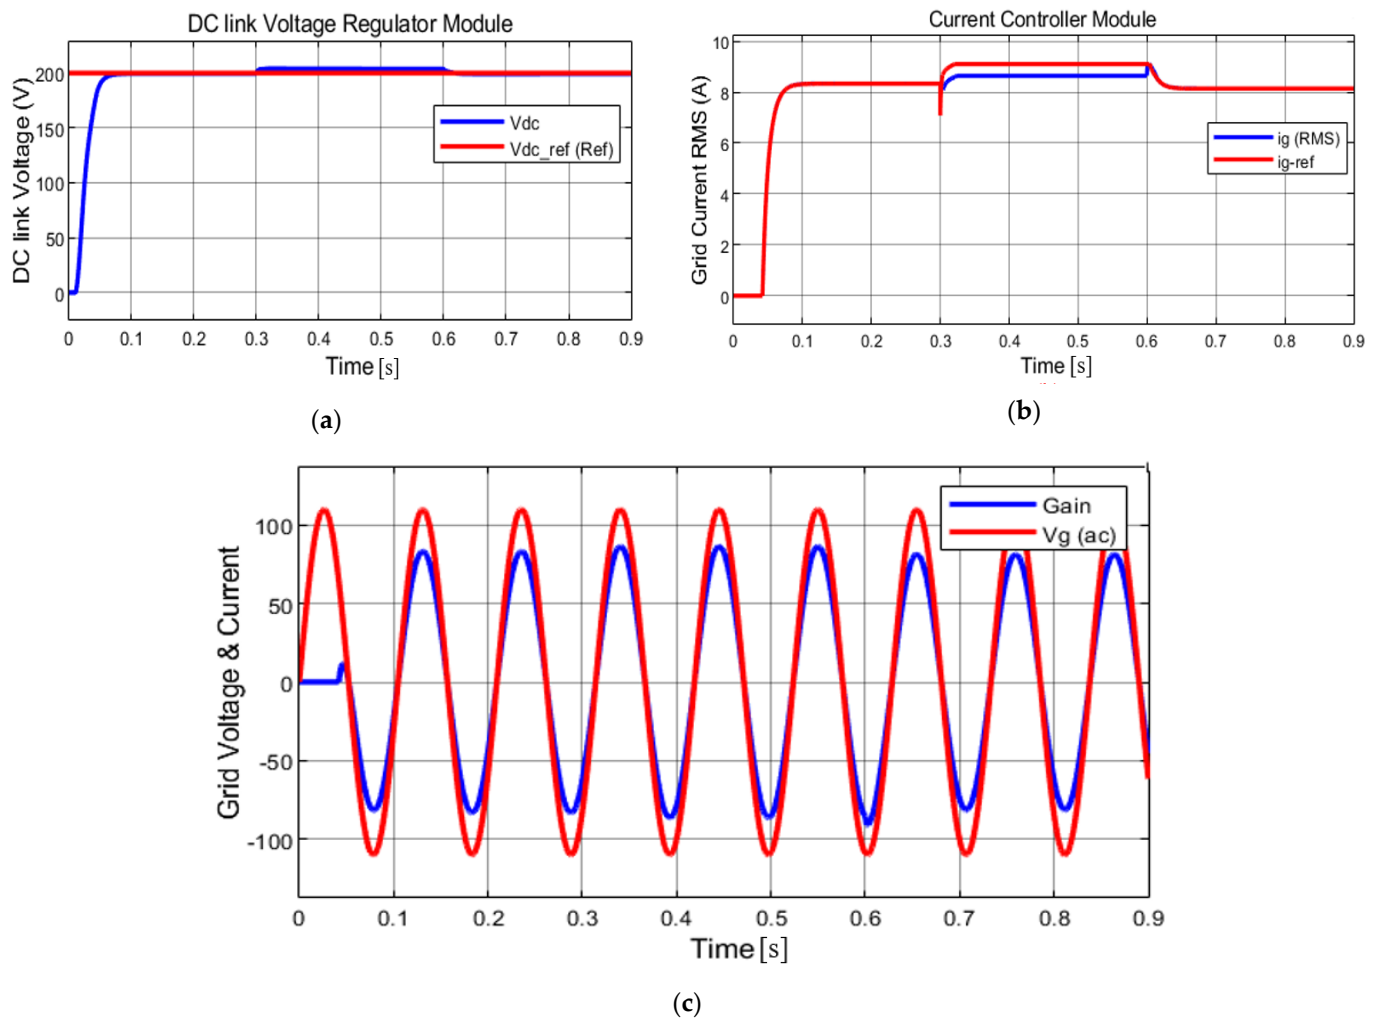 DC link Voltage Regulator Module
DC link Voltage (V)
200
150
100
50
0
Vdc
Vdc_ref (Ref)
0 0.1 0.2 0.3 0.4 0.5 0.6 0.7 0.8 0.9
Time [s]
(a)
Current Controller Module
Grid Current RMS (A)
10
8
6
4
2
0
ig (RMS)
ig-ref
0 0.1 0.2 0.3 0.4 0.5 0.6 0.7 0.8 0.9
Time [s]
(b)
Grid Voltage & Current
100
50
0
-50
-100
Gain
Vg (ac)
0 0.1 0.2 0.3 0.4 0.5 0.6 0.7 0.8 0.9
Time [s]
(c)